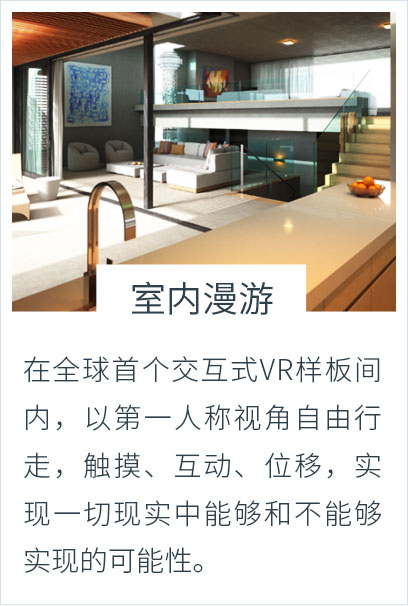 室内漫游
在全球首个交互式VR样板间
内，以第一人称视角自由行
走，触摸、互动、位移，实
现一切现实中能够和不能够
实现的可能性。